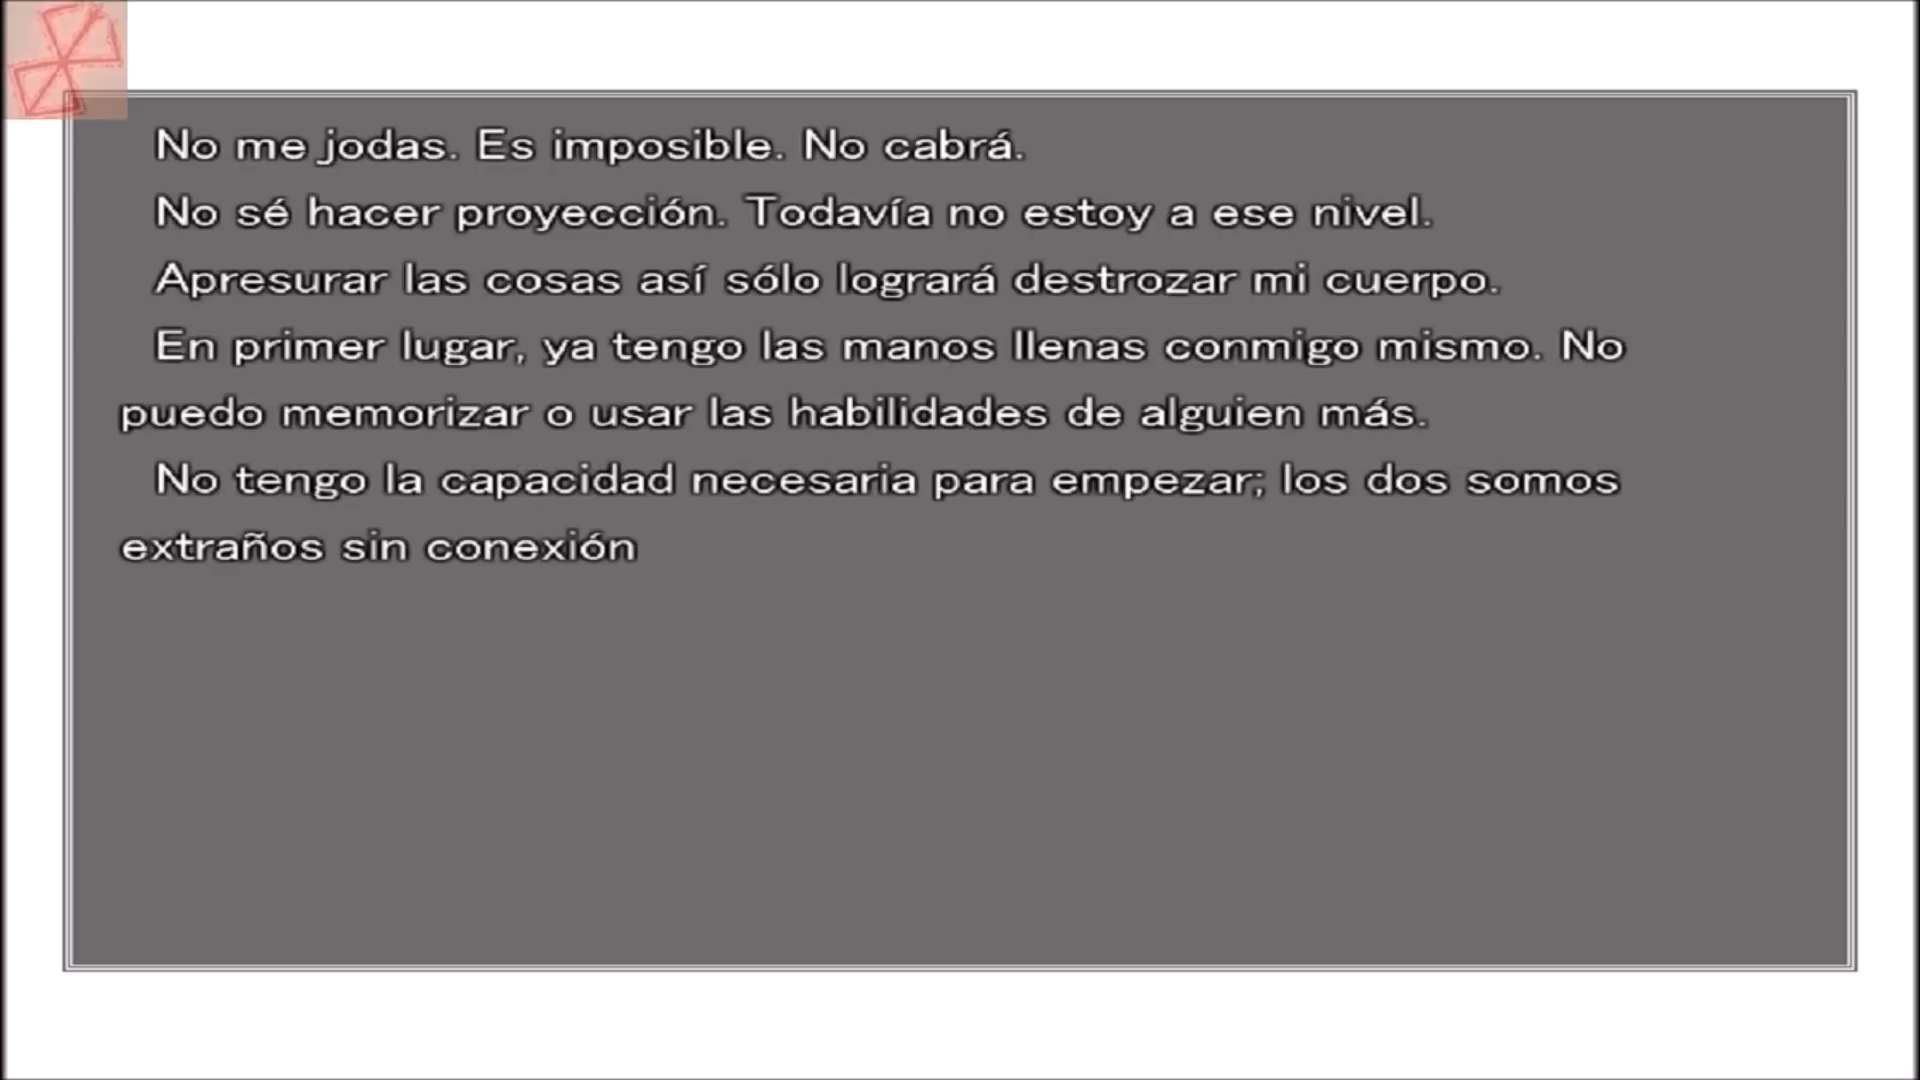 No me jodas. Es imposible. No cabrá.
No sé hacer proyección. Todavía no estoy a ese nivel.
Apresurar las cosas así sólo logrará destrozar mi cuerpo.
En primer lugar, ya tengo las manos llenas conmigo mismo. No
puedo memorizar o usar las habilidades de alguien más.
No tengo la capacidad necesaria para empezar; los dos somos
extraños sin conexión